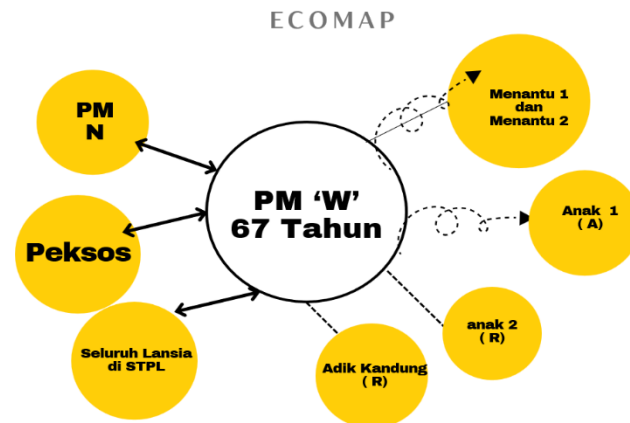 ECOMAP
PM
N
Peksos
Seluruh Lansia
di STPL
PM ‘W’
67 Tahun
Menantu 1
dan
Menantu 2
Anak 1
( A)
anak 2
( R)
Adik Kandung
( R)